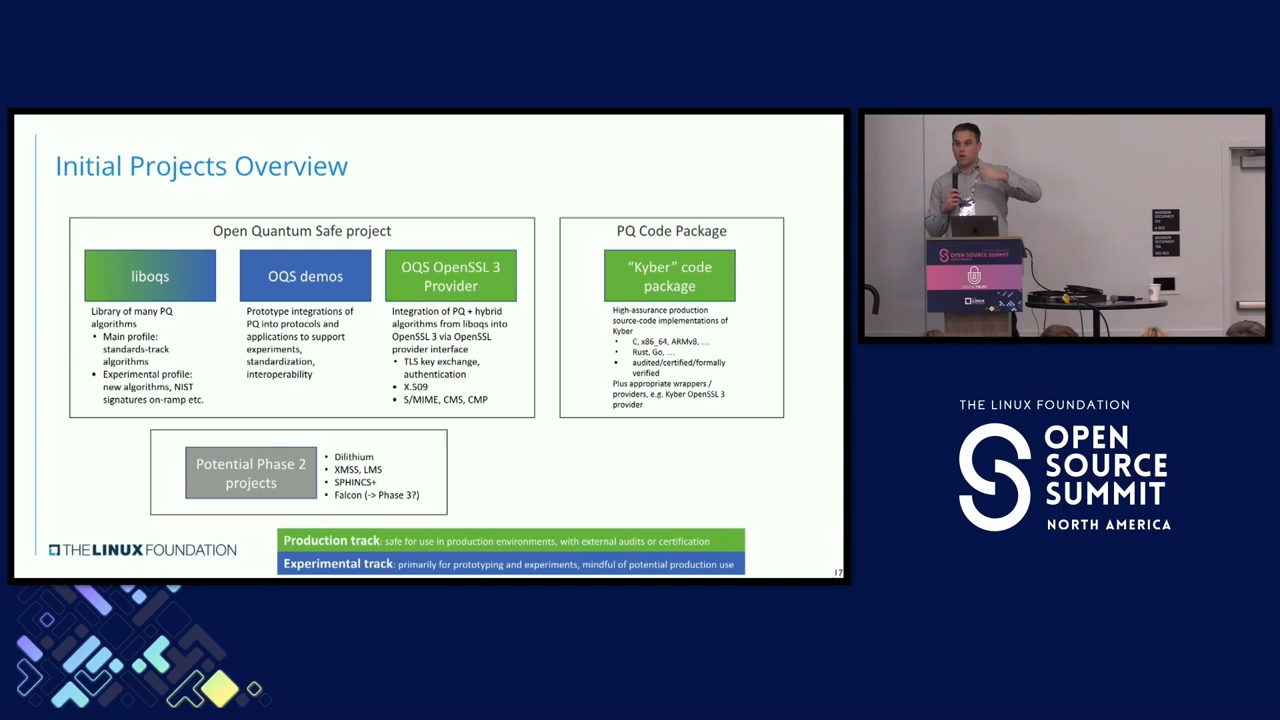 Initial Projects Overview
Open Quantum Safe project
liboqs
Library of many PQ
algorithms
• Main profile:
standards-track
algorithms
• Experimental profile:
new algorithms, NIST
signatures on-ramp etc.
OQS demos
Prototype integrations of
PQ into protocols and
applications to support
experiments,
standardization,
interoperability
OQS OpenSSL 3
Provider
Integration of PQ + hybrid
algorithms from liboqs into
OpenSSL 3 via OpenSSL
provider interface
• TLS key exchange,
authentication
• X.509
• S/MIME, CMS, CMP
PQ Code Package
“Kyber” code
package
High-assurance production
source-code implementations of
Kyber
• C, x86_64, ARMv8, …
• Rust, Go, …
• audited/certified/formally
verified
Plus appropriate wrappers /
providers, e.g. Kyber OpenSSL 3
provider
Potential Phase 2
projects
• Dilithium
• XMSS, LMS
• SPHINCS+
• Falcon (-> Phase 3?)
Production track: safe for use in production environments, with external audits or certification
Experimental track: primarily for prototyping and experiments, mindful of potential production use
THE LINUX FOUNDATION
17
OPEN SOURCE SUMMIT
THE LINUX FOUNDATION
OPEN
SOURCE
SUMMIT
NORTH AMERICA